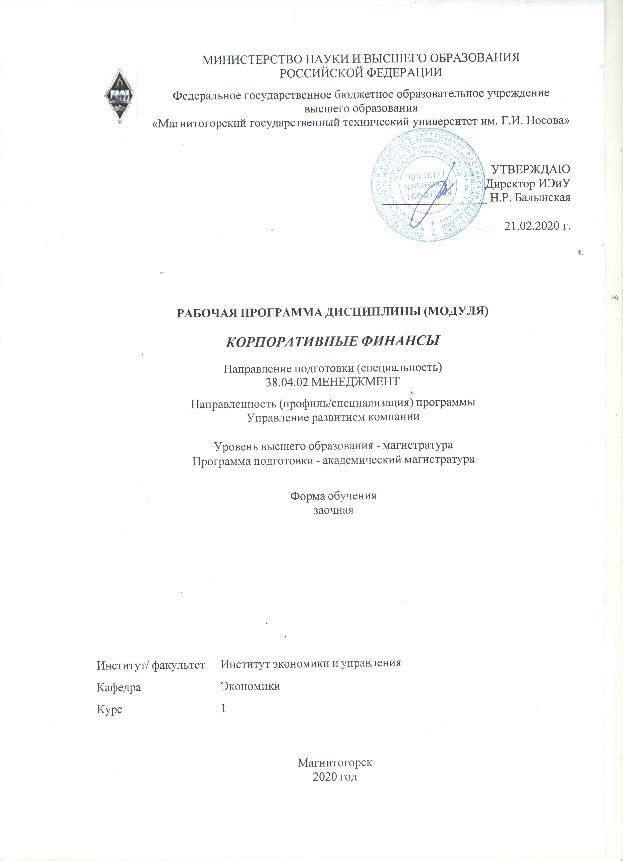 МИНИСТЕРСТВО НАУКИ И ВЫСШЕГО ОБРАЗОВАНИЯ
РОССИЙСКОЙ ФЕДЕРАЦИИ
Федеральное государственное бюджетное образовательное учреждение
высшего образования
«Магнитогорский государственный технический университет им. Г.И. Носова»
УТВЕРЖДАЮ
Директор ИЭиУ
Н.Р. Балынская
21.02.2020 г.
ИНСТИТУТ
ЭКОНОМИКИ И
УПРАВЛЕНИЯ
РАБОЧАЯ ПРОГРАММА ДИСЦИПЛИНЫ (МОДУЛЯ)
КОРПОРАТИВНЫЕ ФИНАНСЫ
Направление подготовки (специальность)
38.04.02 МЕНЕДЖМЕНТ
Направленность (профиль/специализация) программы
Управление развитием компании
Уровень высшего образования - магистратура
Программа подготовки - академический магистратура
Форма обучения
заочная
Институт/ факультет Институт экономики и управления
Кафедра Экономики
Курс 1
Магнитогорск
2020 год